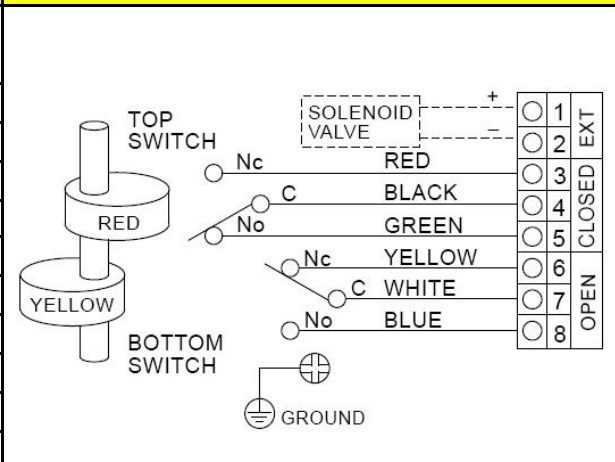 TOP
SWITCH
RED
YELLOW
BOTTOM
SWITCH
SOLENOID
VALVE
+
–
Nc RED
C BLACK
No GREEN
Nc YELLOW
C WHITE
No BLUE
GROUND
1
2
3
4
5
6
7
8
EXT
CLOSED
OPEN